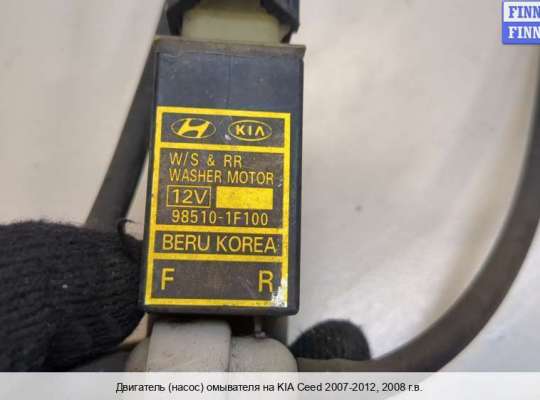 FINN
FINN
KIA
W/S & RR
WASHER MOTOR
12V
98510-1F100
BERU KOREA
F R
Двигатель (насос) омывателя на KIA Ceed 2007-2012, 2008 г.в.